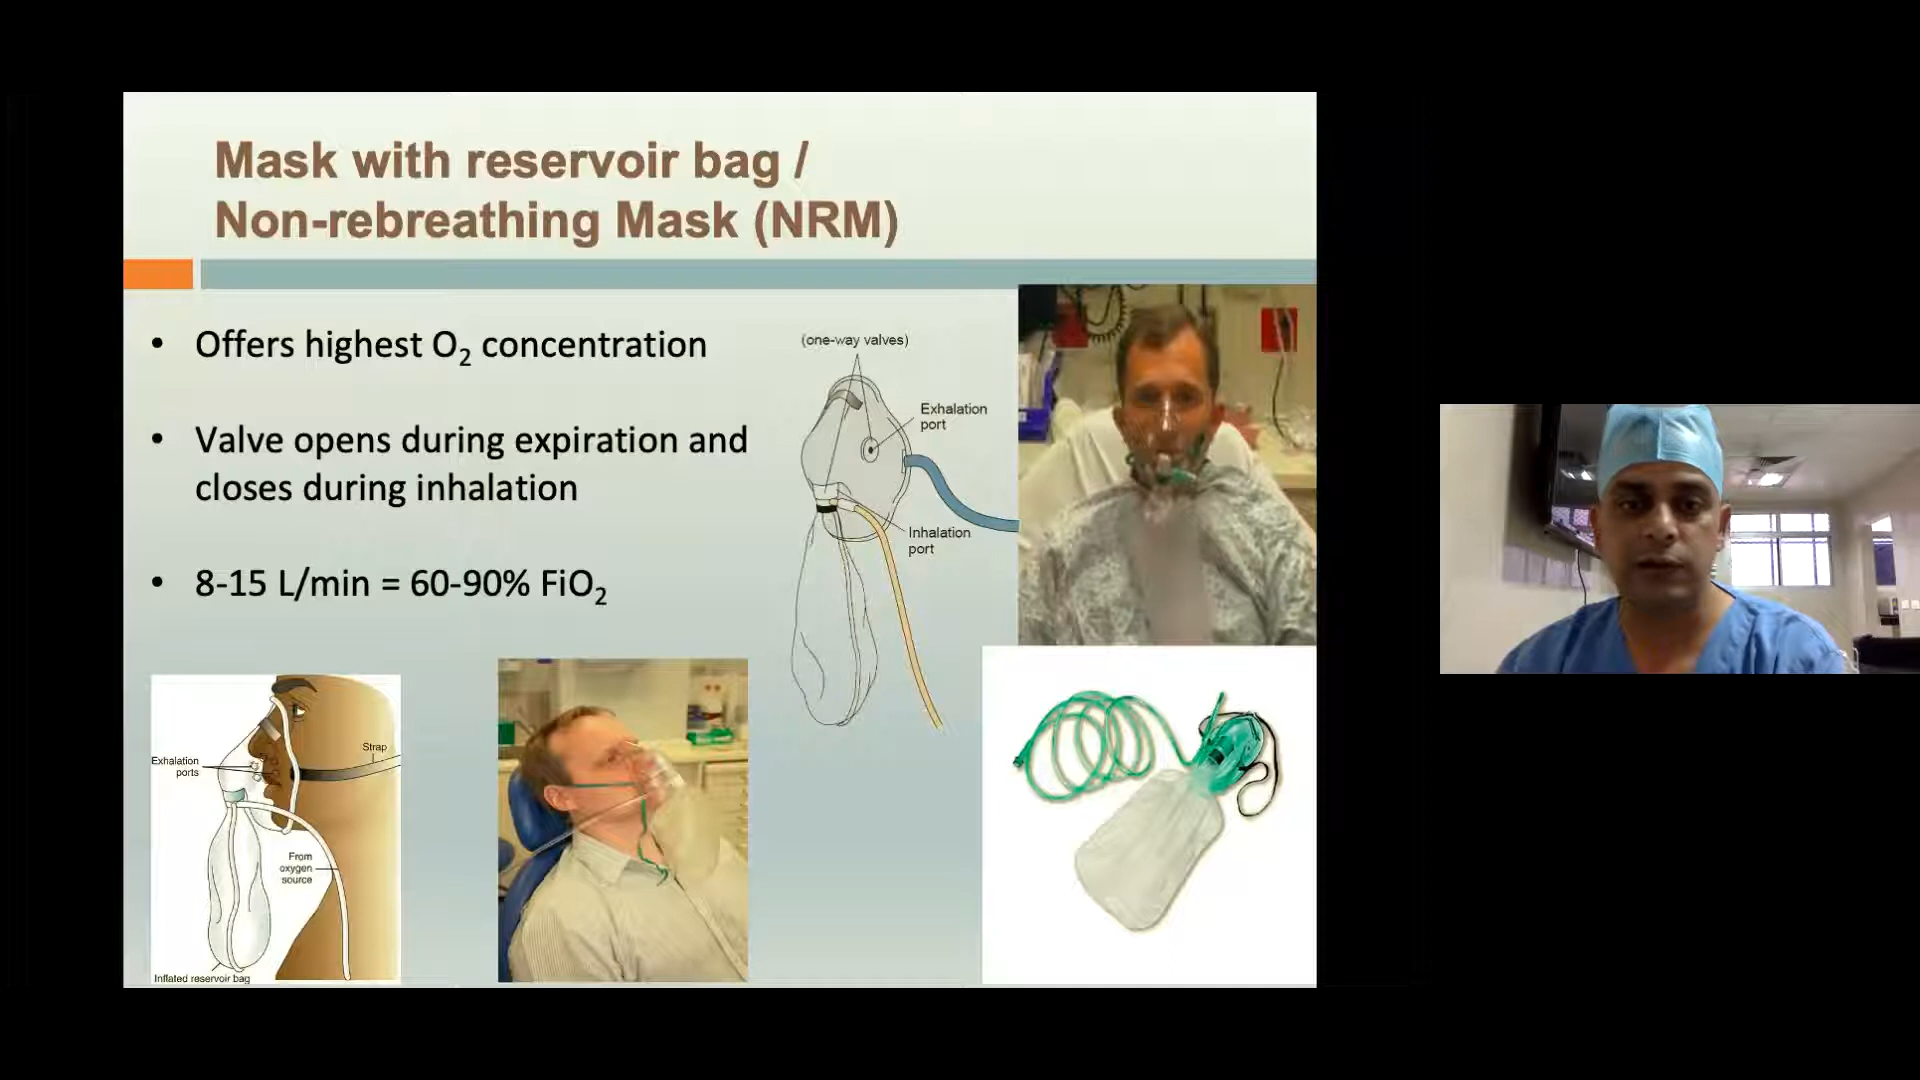 Mask with reservoir bag /
Non-rebreathing Mask (NRM)
• Offers highest O₂ concentration
• Valve opens during expiration and
closes during inhalation
• 8-15 L/min = 60-90% FiO₂
(one-way valves)
Exhalation
port
Inhalation
port
Exhalation
ports
Strap
From
oxygen
source
Inflated reservoir bag